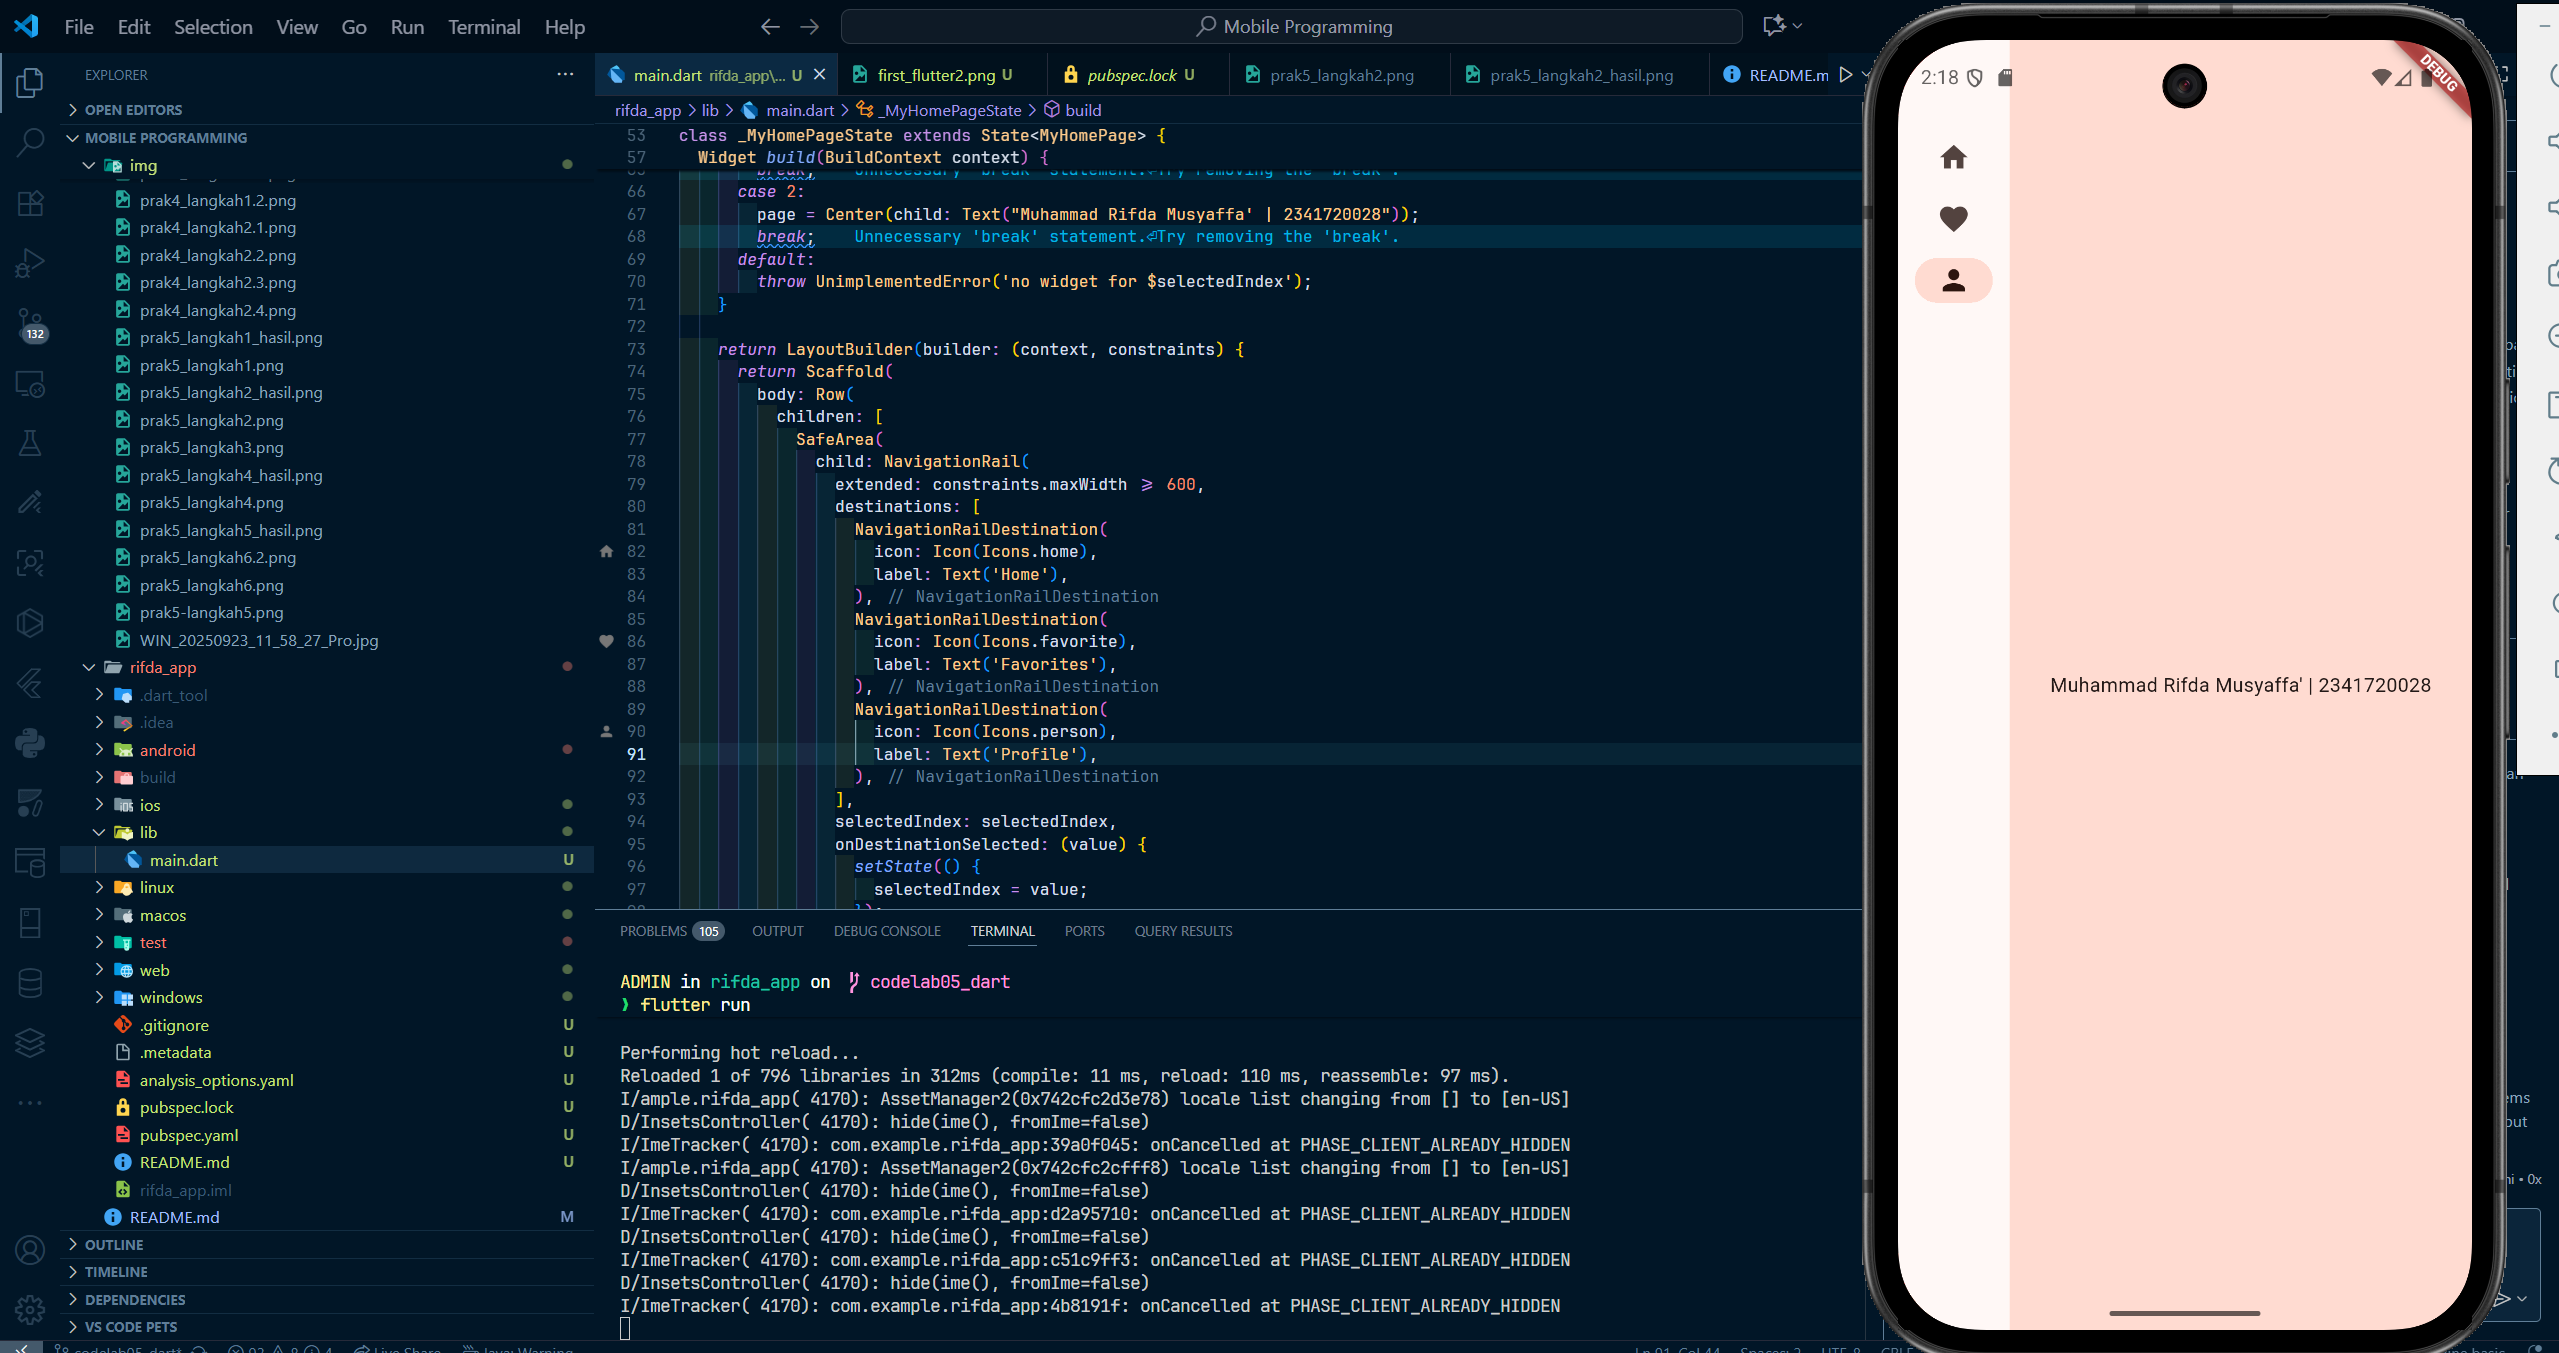 File Edit Selection View Go Run Terminal Help
Mobile Programming
EXPLORER
OPEN EDITORS
MOBILE PROGRAMMING
img
prak4_langkah1.2.png
prak4_langkah2.1.png
prak4_langkah2.2.png
prak4_langkah2.3.png
prak4_langkah2.4.png
prak5_langkah1_hasil.png
prak5_langkah1.png
prak5_langkah2_hasil.png
prak5_langkah2.png
prak5_langkah3.png
prak5_langkah4_hasil.png
prak5_langkah4.png
prak5_langkah5_hasil.png
prak5_langkah6.2.png
prak5_langkah6.png
prak5-langkah5.png
WIN_20250923_11_58_27_Pro.jpg
rifda_app
.dart_tool
.idea
android
build
ios
lib
main.dart U
linux
macos
test
web
windows
.gitignore U
.metadata U
analysis_options.yaml U
pubspec.lock U
pubspec.yaml U
README.md U
rifda_app.iml
README.md M
OUTLINE
TIMELINE
DEPENDENCIES
VS CODE PETS
132
main.dart rifda_app\... U
first_flutter2.png U
pubspec.lock U
prak5_langkah2.png
prak5_langkah2_hasil.png
README.m
rifda_app > lib > main.dart > _MyHomePageState > build
53 class _MyHomePageState extends State<MyHomePage> {
57 Widget build(BuildContext context) {
65 break; Unnecessary 'break' statement.⏎Try removing the 'break'.
66 case 2:
67 page = Center(child: Text("Muhammad Rifda Musyaffa' | 2341720028"));
68 break; Unnecessary 'break' statement.⏎Try removing the 'break'.
69 default:
70 throw UnimplementedError('no widget for $selectedIndex');
71 }
72
73 return LayoutBuilder(builder: (context, constraints) {
74 return Scaffold(
75 body: Row(
76 children: [
77 SafeArea(
78 child: NavigationRail(
79 extended: constraints.maxWidth ≥ 600,
80 destinations: [
81 NavigationRailDestination(
82 icon: Icon(Icons.home),
83 label: Text('Home'),
84 ), // NavigationRailDestination
85 NavigationRailDestination(
86 icon: Icon(Icons.favorite),
87 label: Text('Favorites'),
88 ), // NavigationRailDestination
89 NavigationRailDestination(
90 icon: Icon(Icons.person),
91 label: Text('Profile'),
92 ), // NavigationRailDestination
93 ],
94 selectedIndex: selectedIndex,
95 onDestinationSelected: (value) {
96 setState(() {
97 selectedIndex = value;
98 });
PROBLEMS 105 OUTPUT DEBUG CONSOLE TERMINAL PORTS QUERY RESULTS
ADMIN in rifda_app on codelab05_dart
❯ flutter run
Performing hot reload...
Reloaded 1 of 796 libraries in 312ms (compile: 11 ms, reload: 110 ms, reassemble: 97 ms).
I/ample.rifda_app( 4170): AssetManager2(0x742cfc2d3e78) locale list changing from [] to [en-US]
D/InsetsController( 4170): hide(ime(), fromIme=false)
I/ImeTracker( 4170): com.example.rifda_app:39a0f045: onCancelled at PHASE_CLIENT_ALREADY_HIDDEN
I/ample.rifda_app( 4170): AssetManager2(0x742cfc2cfff8) locale list changing from [] to [en-US]
D/InsetsController( 4170): hide(ime(), fromIme=false)
I/ImeTracker( 4170): com.example.rifda_app:d2a95710: onCancelled at PHASE_CLIENT_ALREADY_HIDDEN
D/InsetsController( 4170): hide(ime(), fromIme=false)
I/ImeTracker( 4170): com.example.rifda_app:c51c9ff3: onCancelled at PHASE_CLIENT_ALREADY_HIDDEN
D/InsetsController( 4170): hide(ime(), fromIme=false)
I/ImeTracker( 4170): com.example.rifda_app:4b8191f: onCancelled at PHASE_CLIENT_ALREADY_HIDDEN
2:18
DEBUG
Muhammad Rifda Musyaffa' | 2341720028